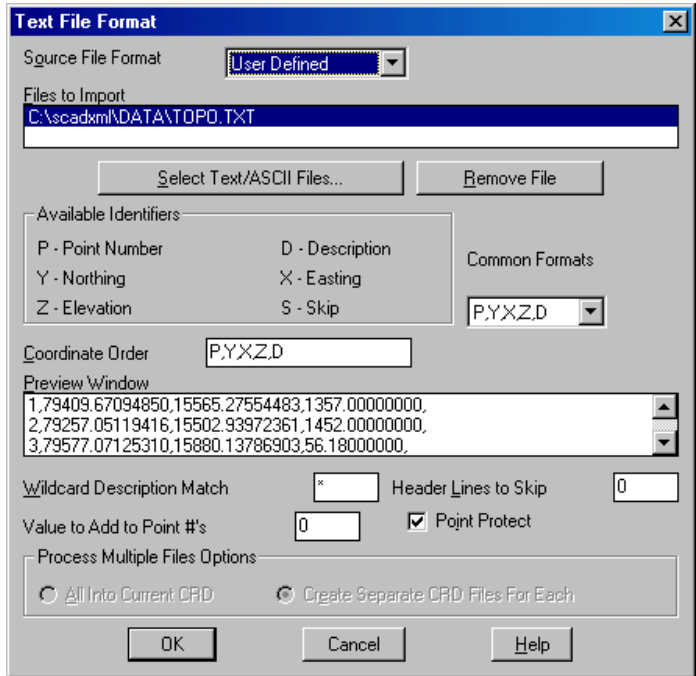 Text File Format
Source File Format User Defined
Files to Import
C:\scadxml\DATA\TOPO.TXT
Select Text/ASCII Files... Remove File
Available Identifiers
P - Point Number D - Description
Y - Northing X - Easting
Z - Elevation S - Skip
Common Formats
P,Y,X,Z,D
Coordinate Order P,Y,X,Z,D
Preview Window
1,79409.67094850,15565.27554483,1357.00000000,
2,79257.05119416,15502.93972361,1452.00000000,
3,79577.07125310,15880.13786903,56.18000000,
Wildcard Description Match * Header Lines to Skip 0
Value to Add to Point #'s 0 Point Protect
Process Multiple Files Options
All Into Current CRD Create Separate CRD Files For Each
OK Cancel Help